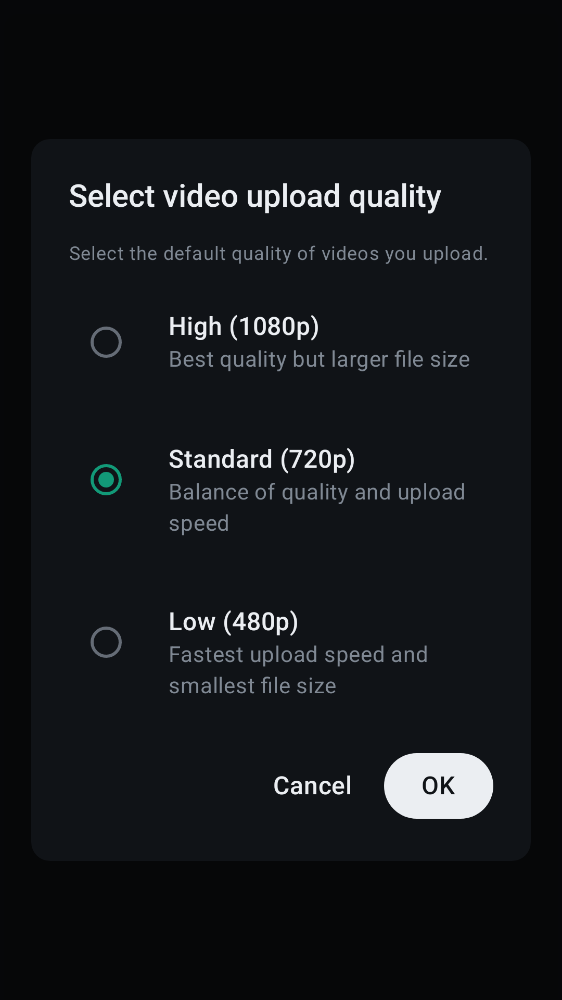 Select video upload quality
Select the default quality of videos you upload.
High (1080p)
Best quality but larger file size
Standard (720p)
Balance of quality and upload
speed
Low (480p)
Fastest upload speed and
smallest file size
Cancel
OK